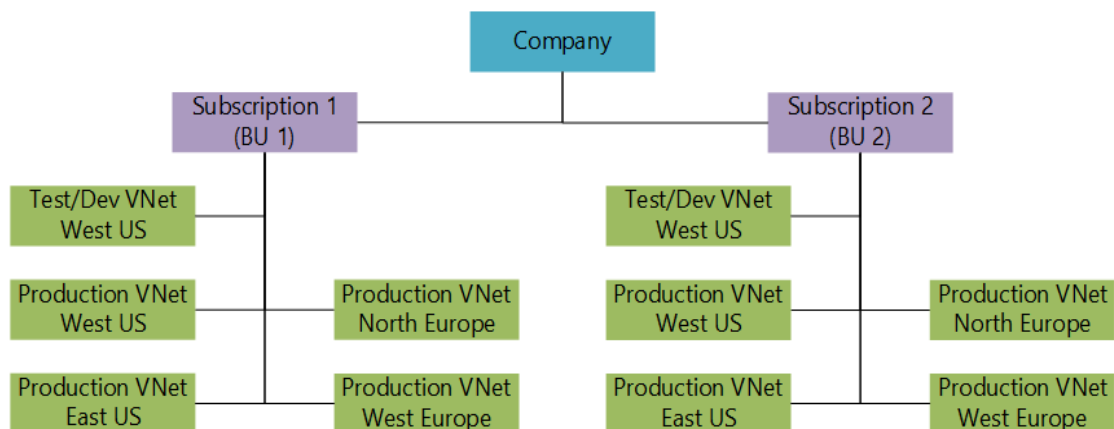 Company
Subscription 1
(BU 1)
Subscription 2
(BU 2)
Test/Dev VNet
West US
Test/Dev VNet
West US
Production VNet
West US
Production VNet
North Europe
Production VNet
West US
Production VNet
North Europe
Production VNet
East US
Production VNet
West Europe
Production VNet
East US
Production VNet
West Europe